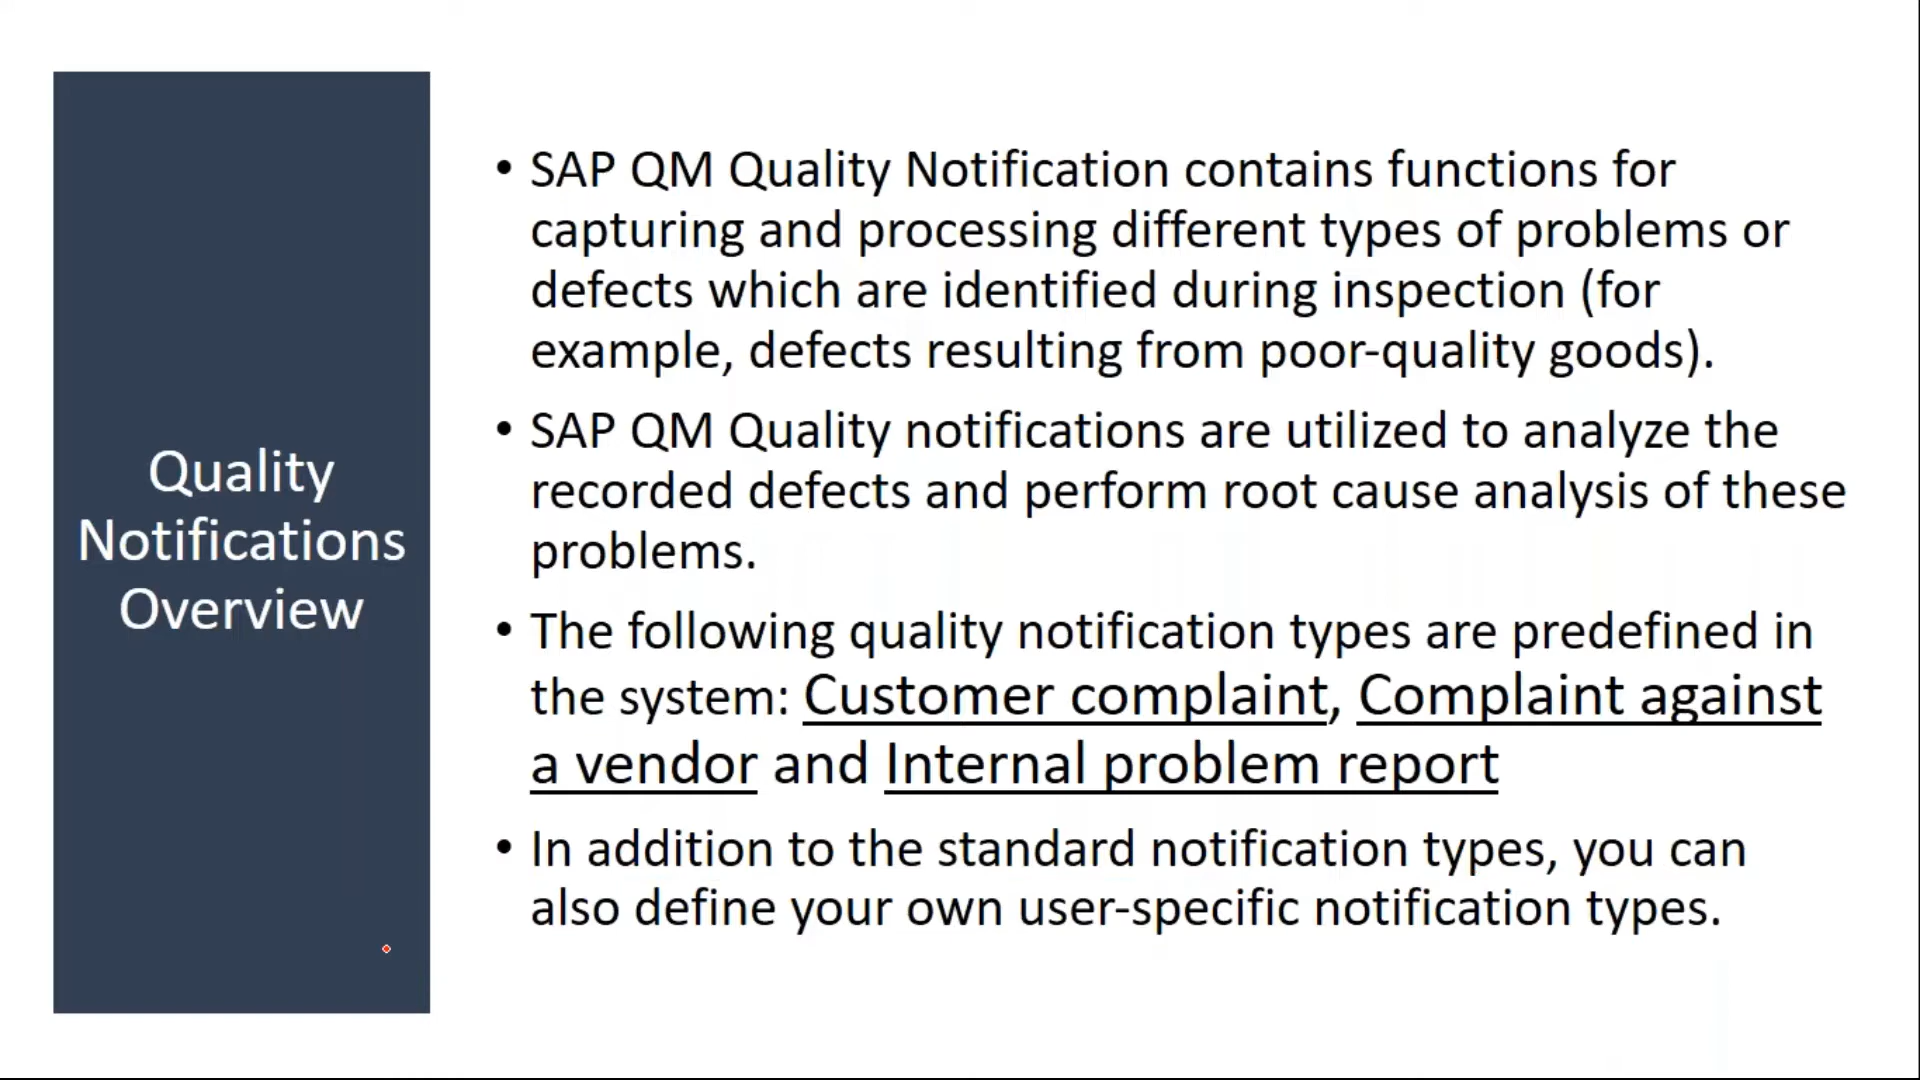 Quality
Notifications
Overview
• SAP QM Quality Notification contains functions for
capturing and processing different types of problems or
defects which are identified during inspection (for
example, defects resulting from poor-quality goods).
• SAP QM Quality notifications are utilized to analyze the
recorded defects and perform root cause analysis of these
problems.
• The following quality notification types are predefined in
the system: Customer complaint, Complaint against
a vendor and Internal problem report
• In addition to the standard notification types, you can
also define your own user-specific notification types.